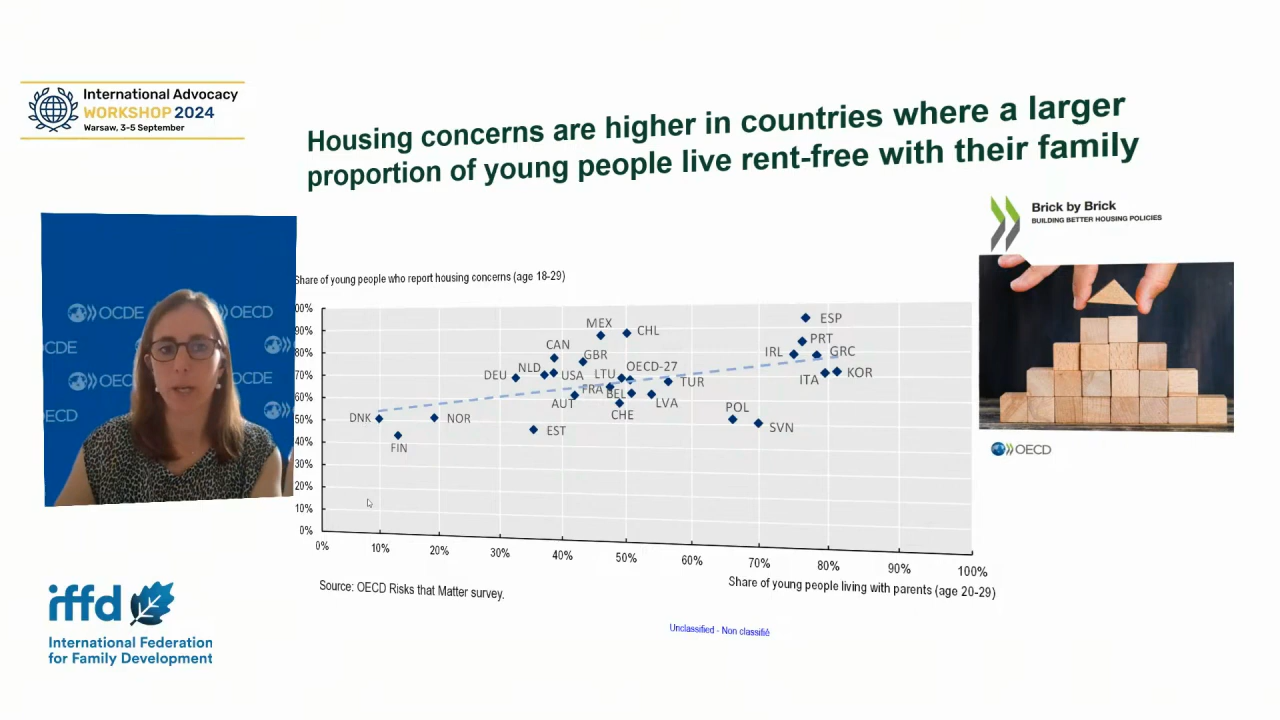 International Advocacy
WORKSHOP 2024
Warsaw, 3-5 September
Housing concerns are higher in countries where a larger
proportion of young people live rent-free with their family
Brick by Brick
BUILDING BETTER HOUSING POLICIES
OCDE
OECD
CDE
OECD
OCDE
ECD
Share of young people who report housing concerns (age 18-29)
00%
90%
80%
70%
60%
50%
40%
30%
20%
10%
0%
ESP
MEX
CHL
PRT
CAN
GBR
IRL
GRC
DEU
NLD
USA
LTU
OECD-27
TUR
ITA
KOR
FRA
BEL
AUT
LVA
CHE
POL
DNK
NOR
SVN
EST
FIN
0%
10%
20%
30%
40%
50%
60%
70%
80%
90%
100%
Share of young people living with parents (age 20-29)
Source: OECD Risks that Matter survey.
OECD
Unclassified - Non classifié
iffd
International Federation
for Family Development